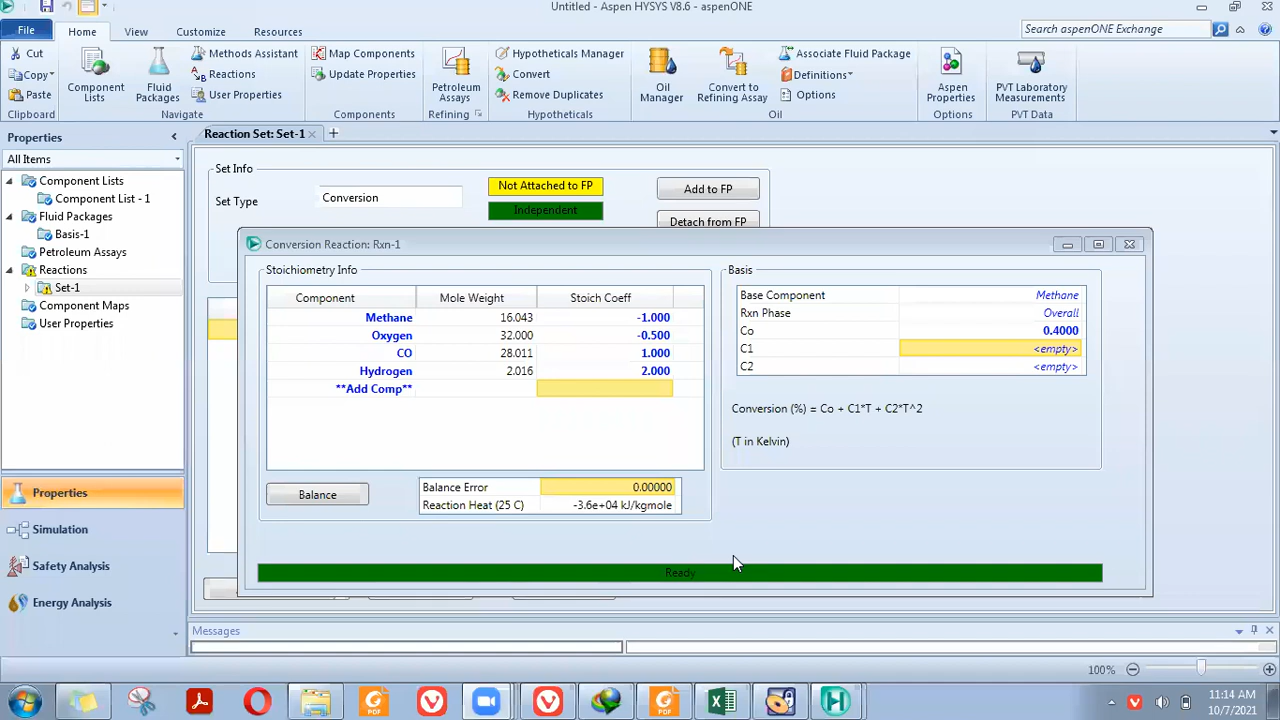 Untitled - Aspen HYSYS V8.6 - aspenONE
File
Home
View
Customize
Resources
Search aspenONE Exchange
Cut
Copy
Paste
Clipboard
Component Lists
Fluid Packages
Methods Assistant
Reactions
User Properties
Navigate
Map Components
Update Properties
Components
Petroleum Assays
Refining
Hypotheticals Manager
Convert
Remove Duplicates
Hypotheticals
Oil Manager
Convert to Refining Assay
Associate Fluid Package
Definitions
Options
Oil
Aspen Properties
Options
PVT Laboratory Measurements
PVT Data
Properties
All Items
Component Lists
Component List - 1
Fluid Packages
Basis-1
Petroleum Assays
Reactions
Set-1
Component Maps
User Properties
Properties
Simulation
Safety Analysis
Energy Analysis
Reaction Set: Set-1
Set Info
Set Type
Conversion
Not Attached to FP
Independent
Add to FP
Detach from FP
Conversion Reaction: Rxn-1
Stoichiometry Info
Component Mole Weight Stoich Coeff
Methane 16.043 -1.000
Oxygen 32.000 -0.500
CO 28.011 1.000
Hydrogen 2.016 2.000
**Add Comp**
Balance
Balance Error 0.00000
Reaction Heat (25 C) -3.6e+04 kJ/kgmole
Basis
Base Component Methane
Rxn Phase Overall
Co 0.4000
C1 <empty>
C2 <empty>
Conversion (%) = Co + C1*T + C2*T^2
(T in Kelvin)
Ready
Messages
100%
11:14 AM
10/7/2021